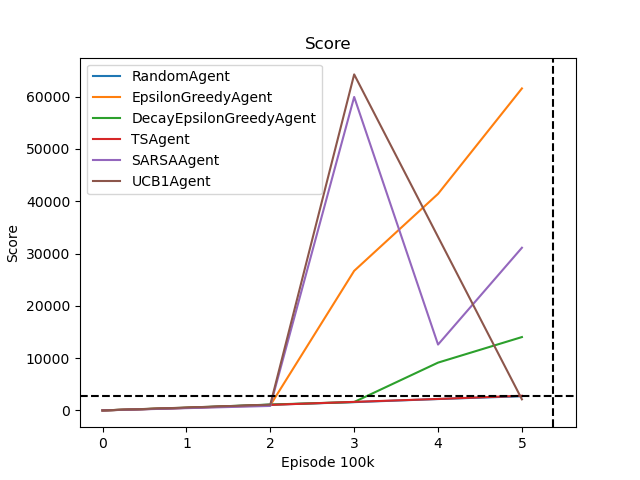 Score
RandomAgent
EpsilonGreedyAgent
DecayEpsilonGreedyAgent
TSAgent
SARSAAgent
UCB1Agent
60000
50000
40000
30000
20000
10000
0
Score
0 1 2 3 4 5
Episode 100k